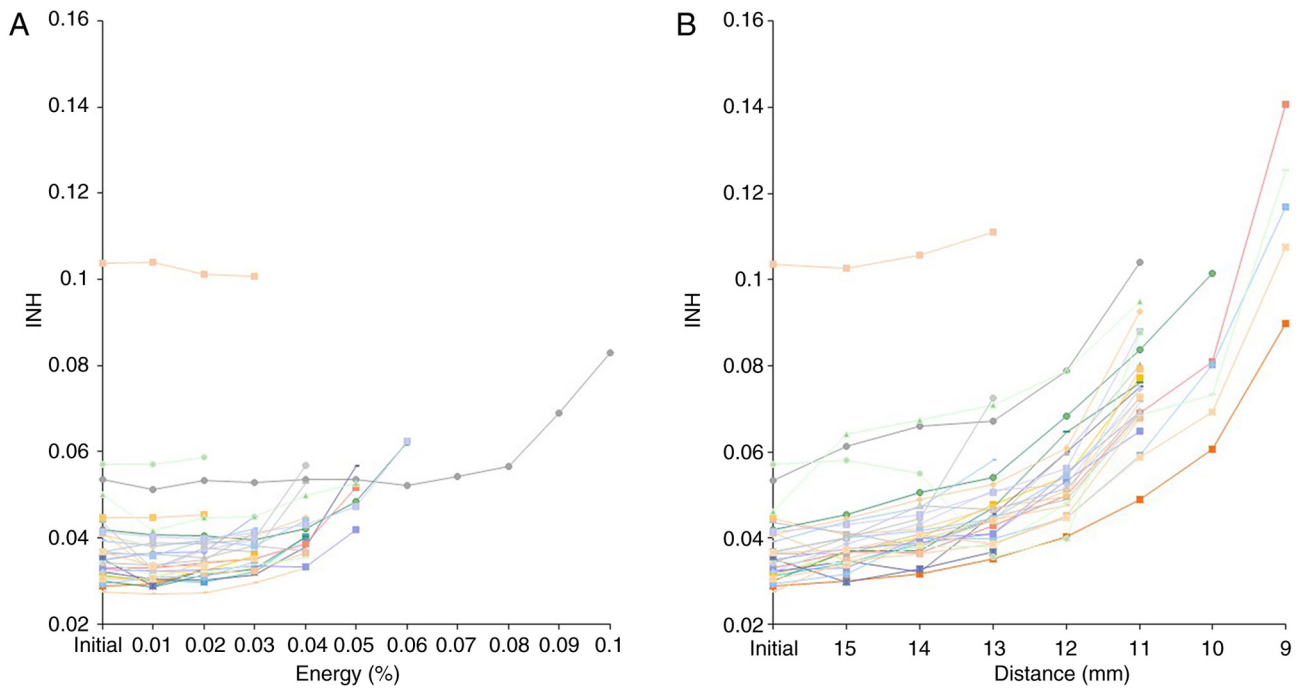 A
0.16
0.14
0.12
0.1
0.08
0.06
0.04
0.02
INH
Initial 0.01 0.02 0.03 0.04 0.05 0.06 0.07 0.08 0.09 0.1
Energy (%)
B
0.16
0.14
0.12
0.1
0.08
0.06
0.04
0.02
INH
Initial 15 14 13 12 11 10 9
Distance (mm)